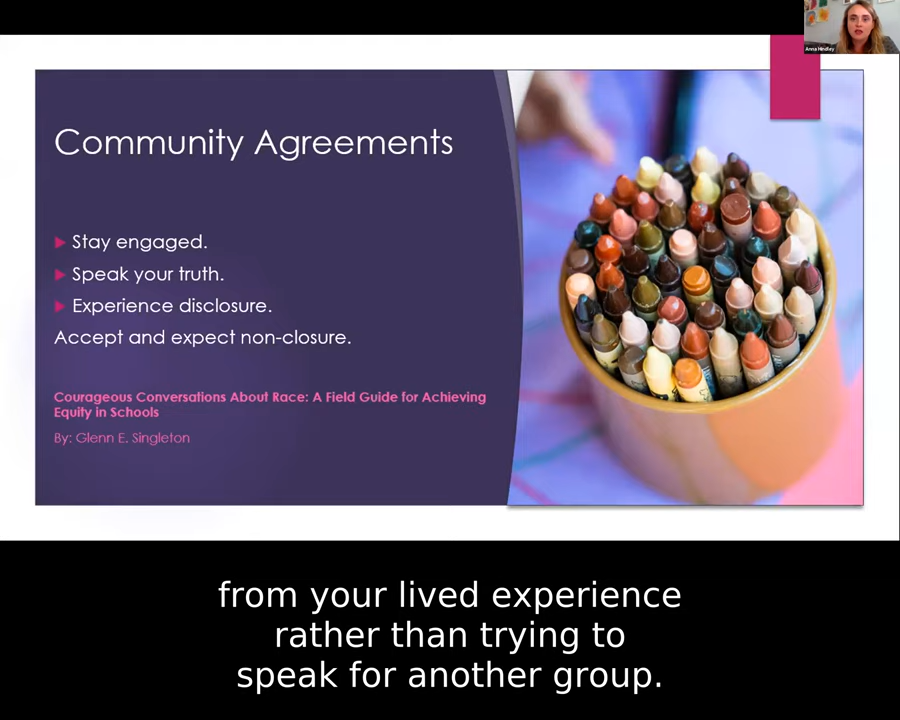 Anna Hindley
Community Agreements
Stay engaged.
Speak your truth.
Experience disclosure.
Accept and expect non-closure.
Courageous Conversations About Race: A Field Guide for Achieving
Equity in Schools
By: Glenn E. Singleton
from your lived experience
rather than trying to
speak for another group.